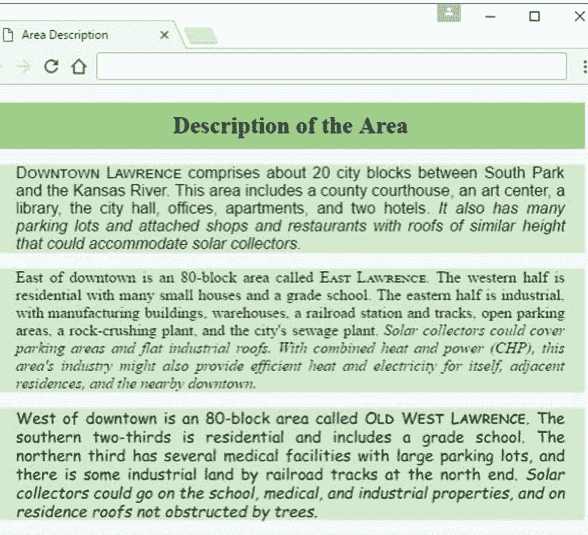 Area Description
Description of the Area
DOWNTOWN LAWRENCE comprises about 20 city blocks between South Park
and the Kansas River. This area includes a county courthouse, an art center, a
library, the city hall, offices, apartments, and two hotels. It also has many
parking lots and attached shops and restaurants with roofs of similar height
that could accommodate solar collectors.
East of downtown is an 80-block area called EAST LAWRENCE. The western half is
residential with many small houses and a grade school. The eastern half is industrial,
with manufacturing buildings, warehouses, a railroad station and tracks, open parking
areas, a rock-crushing plant, and the city's sewage plant. Solar collectors could cover
parking areas and flat industrial roofs. With combined heat and power (CHP), this
area's industry might also provide efficient heat and electricity for itself, adjacent
residences, and the nearby downtown.
West of downtown is an 80-block area called OLD WEST LAWRENCE. The
southern two-thirds is residential and includes a grade school. The
northern third has several medical facilities with large parking lots, and
there is some industrial land by railroad tracks at the north end. Solar
collectors could go on the school, medical, and industrial properties, and on
residence roofs not obstructed by trees.